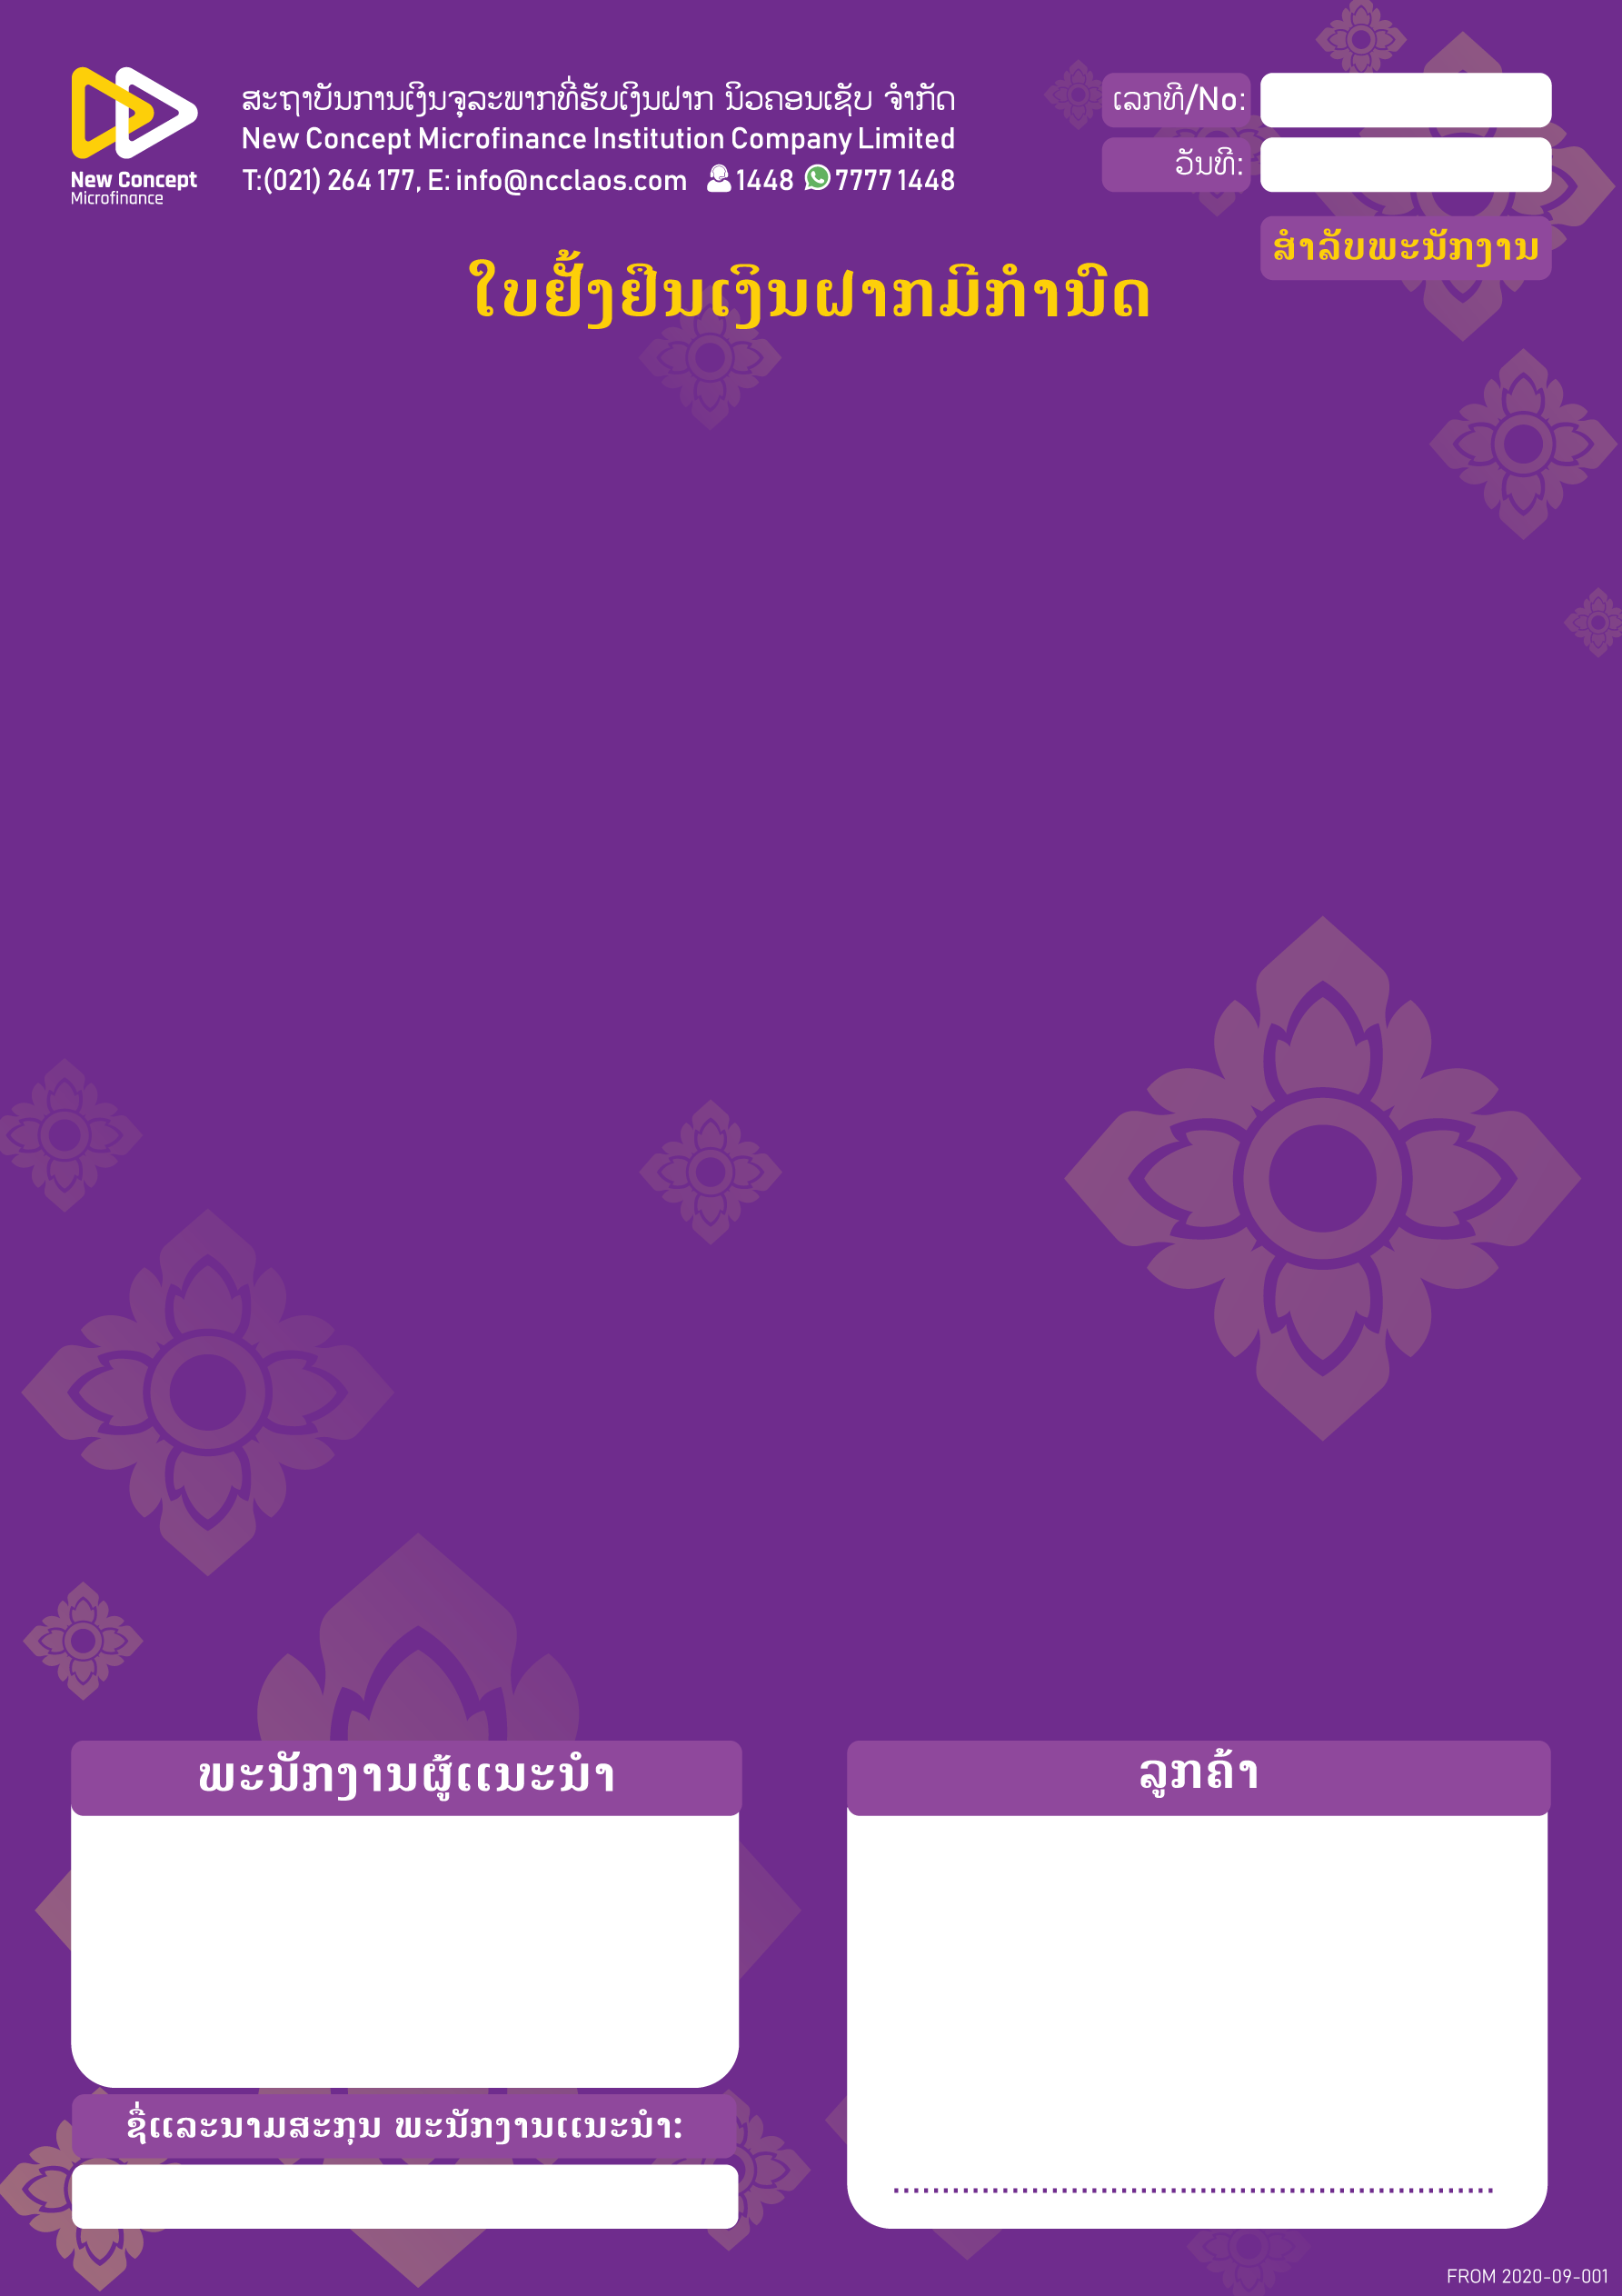 New Concept
Microfinance
ສະຖາບັນການເງິນຈຸລະພາກທີ່ຮັບເງິນຝາກ ນິວຄອນເຊັບ ຈຳກັດ
New Concept Microfinance Institution Company Limited
T:(021) 264 177, E: info@ncclaos.com 1448 7777 1448
ເລກທີ/No:
ວັນທີ:
ສຳລັບພະນັກງານ
ໃບຢັ້ງຢືນເງິນຝາກມີກຳນົດ
ພະນັກງານຜູ້ແນະນຳ
ລູກຄ້າ
ຊື່ແລະນາມສະກຸນ ພະນັກງານແນະນຳ:
FROM 2020-09-001